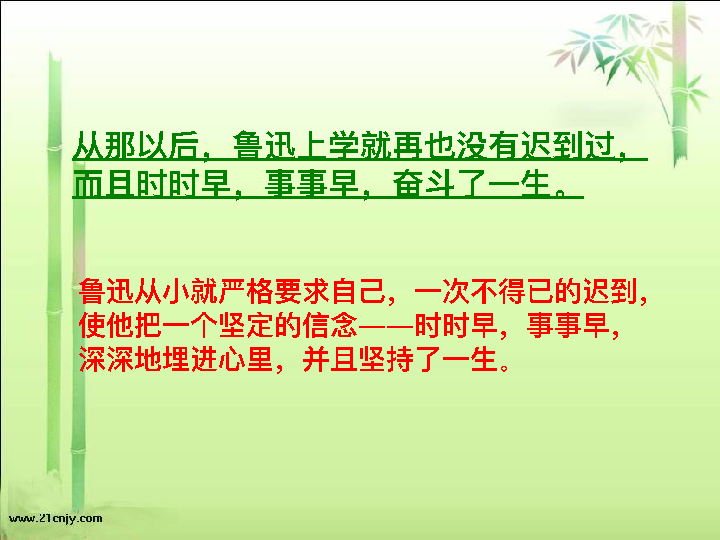 从那以后，鲁迅上学就再也没有迟到过，
而且时时早，事事早，奋斗了一生。
鲁迅从小就严格要求自己，一次不得已的迟到，
使他把一个坚定的信念——时时早，事事早，
深深地埋进心里，并且坚持了一生。
www.21cnjy.com